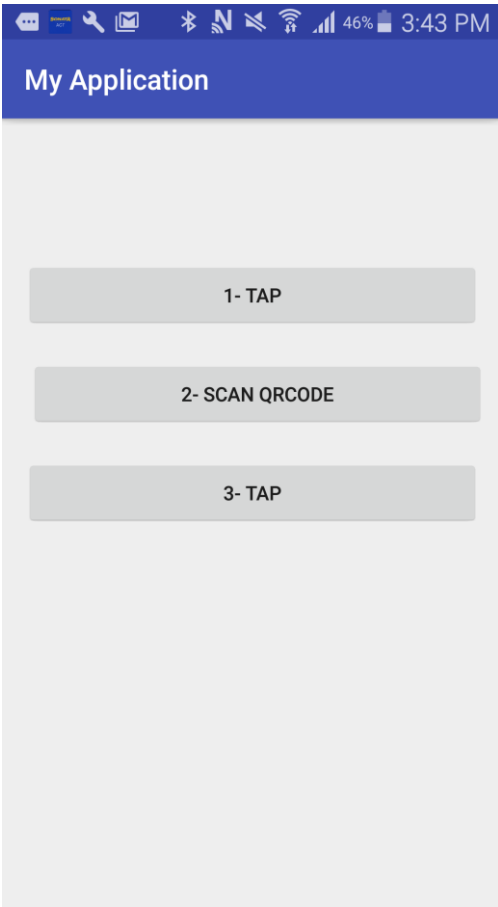 46% 3:43 PM
My Application
1- TAP
2- SCAN QRCODE
3- TAP